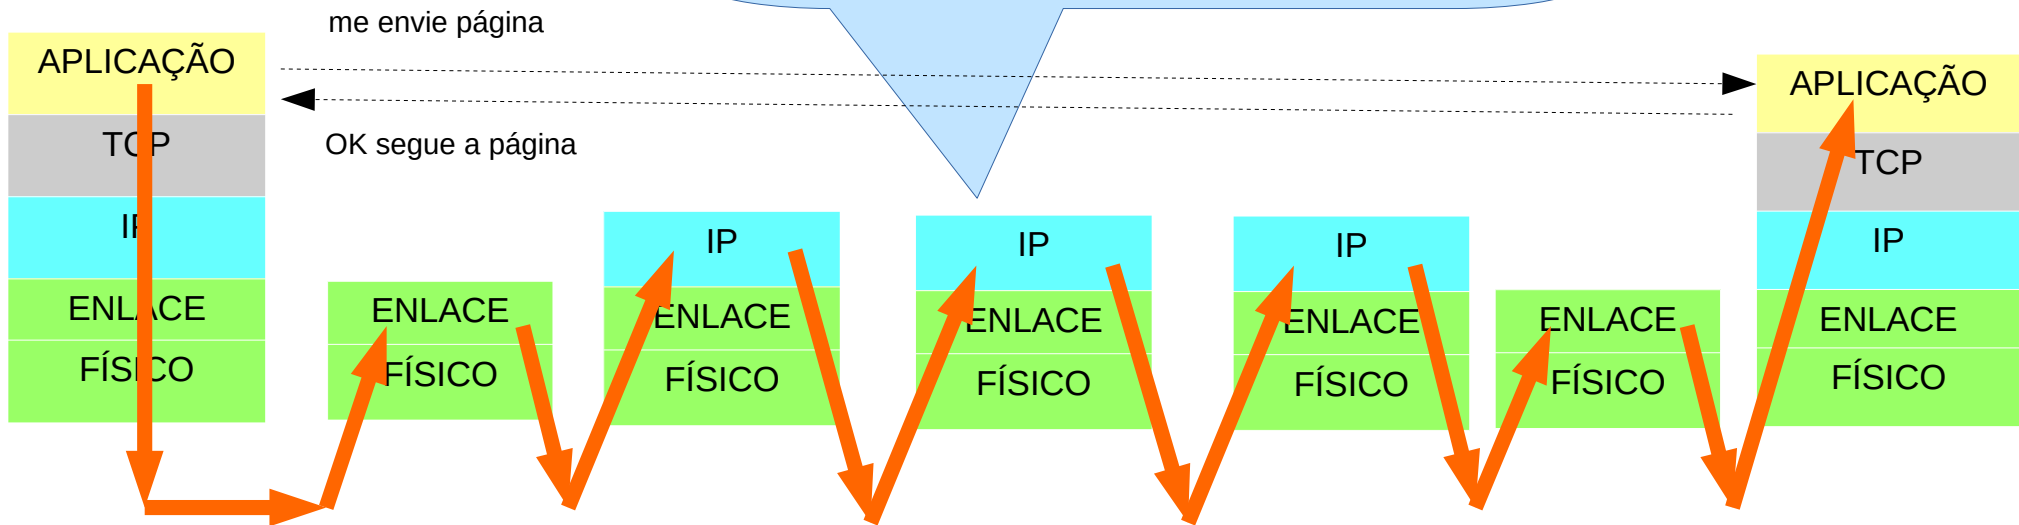 me envie página
APLICAÇÃO
TCP
IP
ENLACE
FÍSICO
OK segue a página
ENLACE
FÍSICO
IP
ENLACE
FÍSICO
IP
ENLACE
FÍSICO
IP
ENLACE
FÍSICO
ENLACE
FÍSICO
APLICAÇÃO
TCP
IP
ENLACE
FÍSICO